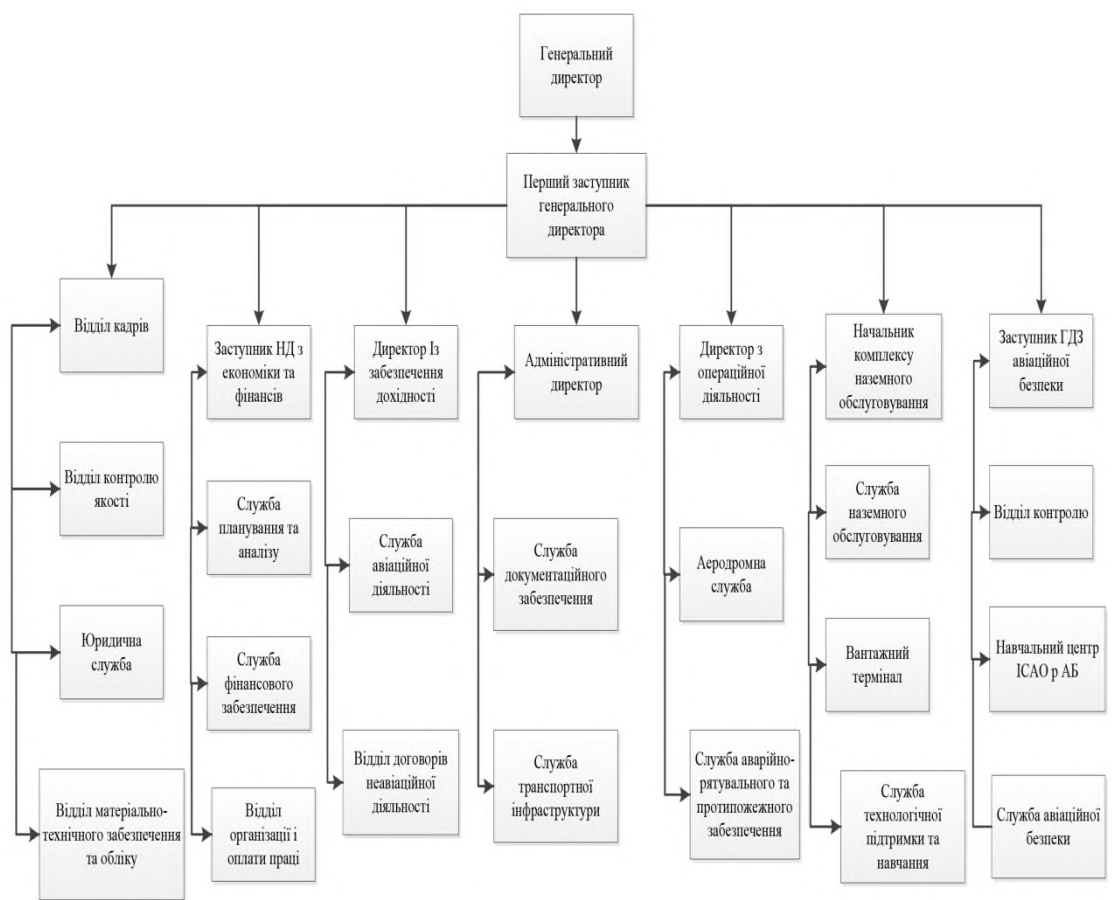 Генеральний
директор
Перший заступник
генерального
директора
Відділ кадрів
Відділ контролю
якості
Юридична
служба
Відділ матеріально-
технічного забезпечення
та обліку
Заступник НД з
економіки та
фінансів
Служба
планування та
аналізу
Служба
фінансового
забезпечення
Відділ
організації і
оплати праці
Директор Із
забезпечення
дохідності
Служба
авіаційної
діяльності
Відділ договорів
неавіаційної
діяльності
Адміністративний
директор
Служба
документаційного
забезпечення
Служба
транспортної
інфраструктури
Директор з
операційної
діяльності
Аеродромна
служба
Служба аварійно-
рятувального та
протипожежного
забезпечення
Начальник
комплексу
наземного
обслуговування
Служба
наземного
обслуговування
Вантажний
термінал
Служба
технологічної
підтримки та
навчання
Заступник ГДЗ
авіаційної
безпеки
Відділ контролю
Навчальний центр
ІСАО р АБ
Служба авіаційної
безпеки